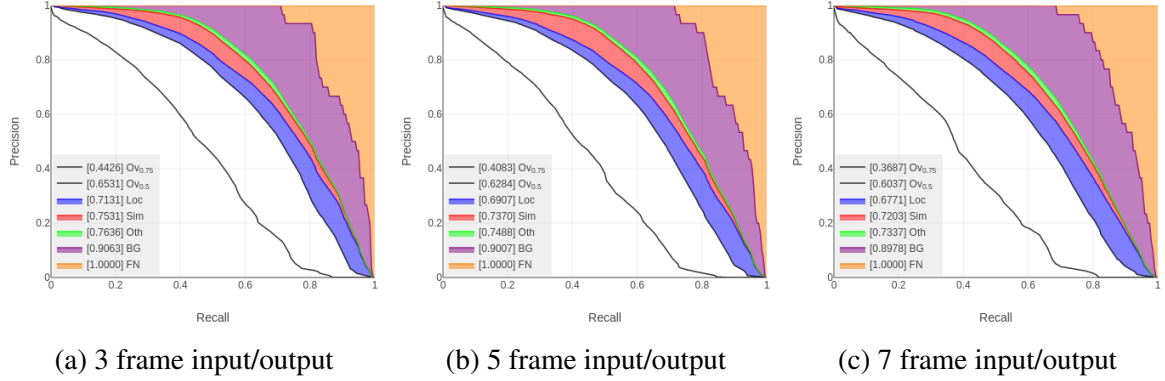 1
0.8
0.6
0.4
0.2
0
0
0.2
0.4
0.6
0.8
1
Precision
Recall
[0.4426] Ov0.75
[0.6531] Ov0.5
[0.7131] Loc
[0.7531] Sim
[0.7636] Oth
[0.9063] BG
[1.0000] FN
(a) 3 frame input/output
1
0.8
0.6
0.4
0.2
0
0
0.2
0.4
0.6
0.8
1
Precision
Recall
[0.4083] Ov0.75
[0.6284] Ov0.5
[0.6907] Loc
[0.7370] Sim
[0.7488] Oth
[0.9007] BG
[1.0000] FN
(b) 5 frame input/output
1
0.8
0.6
0.4
0.2
0
0
0.2
0.4
0.6
0.8
1
Precision
Recall
[0.3687] Ov0.75
[0.6037] Ov0.5
[0.6771] Loc
[0.7203] Sim
[0.7337] Oth
[0.8978] BG
[1.0000] FN
(c) 7 frame input/output